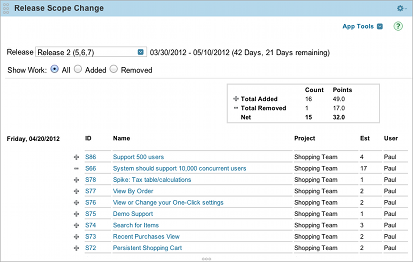 Release Scope Change
App Tools
?
Release Release 2 (5,6,7) 03/30/2012 - 05/10/2012 (42 Days, 21 Days remaining)
Show Work: All Added Removed
Count Points
Total Added 16 49.0
Total Removed 1 17.0
Net 15 32.0
Friday, 04/20/2012 ID Name Project Est User
S86 Support 500 users Shopping Team 4 Paul
S66 System should support 10,000 concurrent users Shopping Team 17 Paul
S78 Spike: Tax table/calculations Shopping Team 1 Paul
S77 View By Order Shopping Team 2 Paul
S76 View or Change your One-Click settings Shopping Team 2 Paul
S75 Demo Support Shopping Team 1 Paul
S74 Search for Items Shopping Team 3 Paul
S73 Recent Purchases View Shopping Team 2 Paul
S72 Persistent Shopping Cart Shopping Team 2 Paul